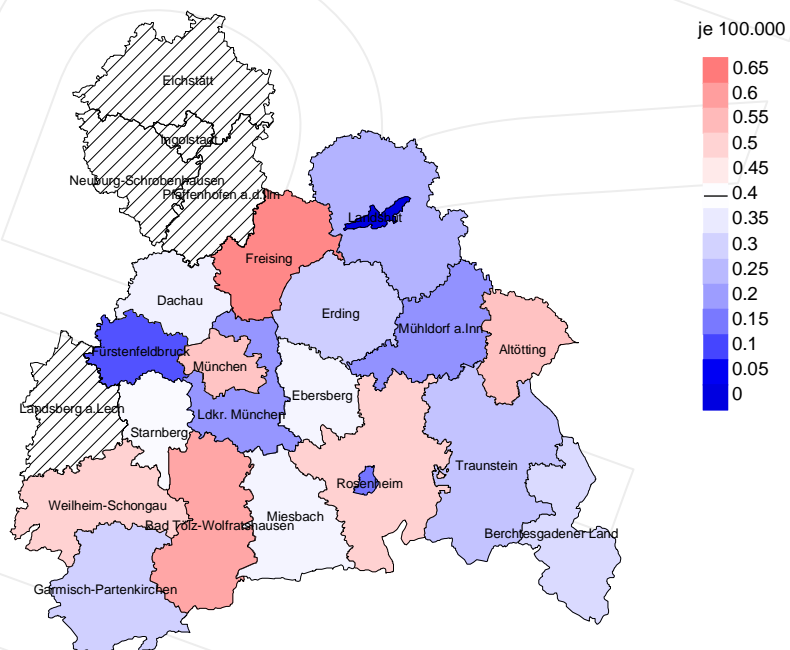 je 100.000
0.65
0.6
0.55
0.5
0.45
0.4
0.35
0.3
0.25
0.2
0.15
0.1
0.05
0
Eichstätt
Ingolstadt
Neuburg-Schrobenhausen
Pfaffenhofen a.d.Ilm
Landshut
Freising
Dachau
Erding
Mühldorf a.Inn
Altötting
Fürstenfeldbruck
München
Ebersberg
Landsberg a.Lech
Ldkr. München
Starnberg
Traunstein
Rosenheim
Weilheim-Schongau
Miesbach
Bad Tölz-Wolfratshausen
Berchtesgadener Land
Garmisch-Partenkirchen